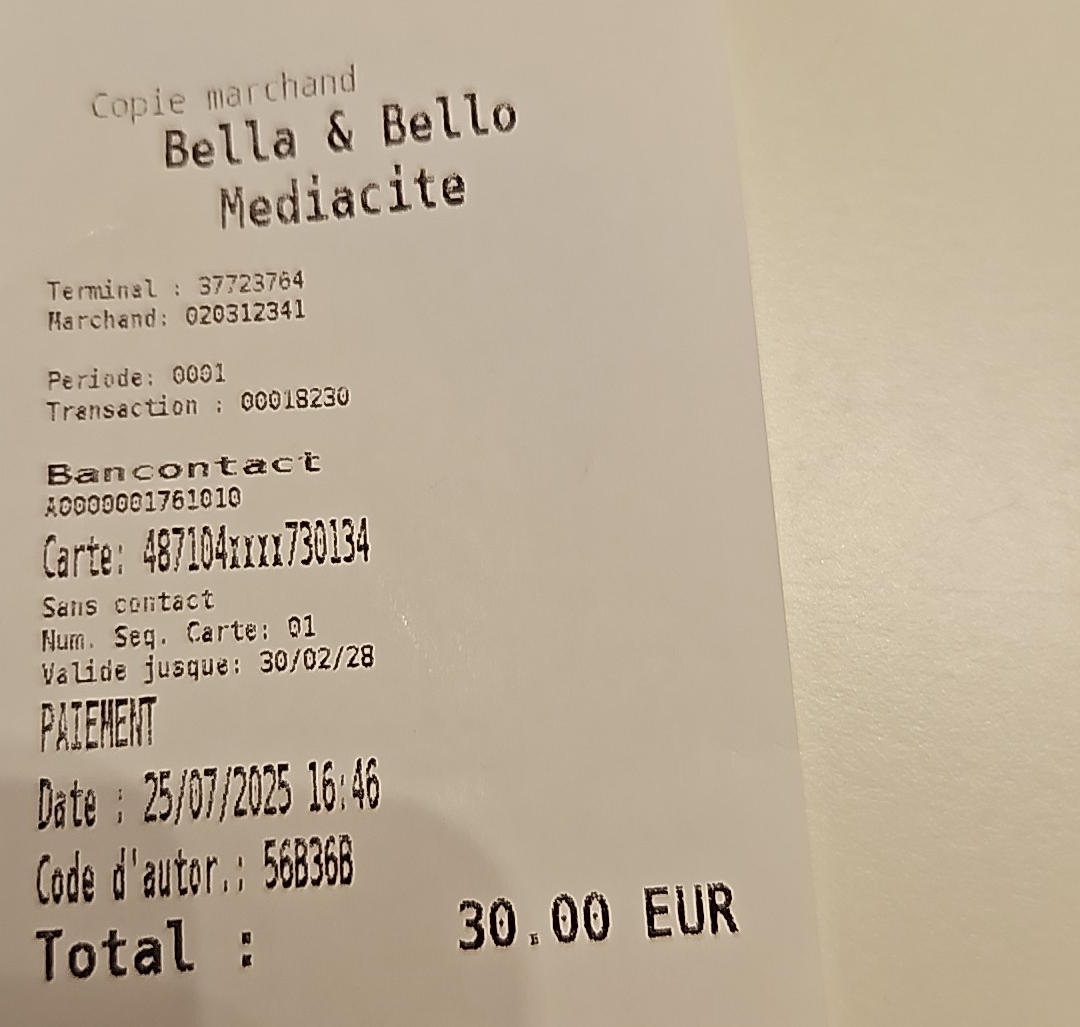 Copie marchand
Bella & Bello
Mediacite
Terminal : 37723764
Marchand: 020312341
Periode: 0001
Transaction : 00018230
Bancontact
A0000001761010
Carte: 487104xxxx730134
Sans contact
Num. Seq. Carte: 01
Valide jusque: 30/02/28
PAIEMENT
Date : 25/07/2025 16:46
Code d'autor.: 56B36B
Total : 30.00 EUR